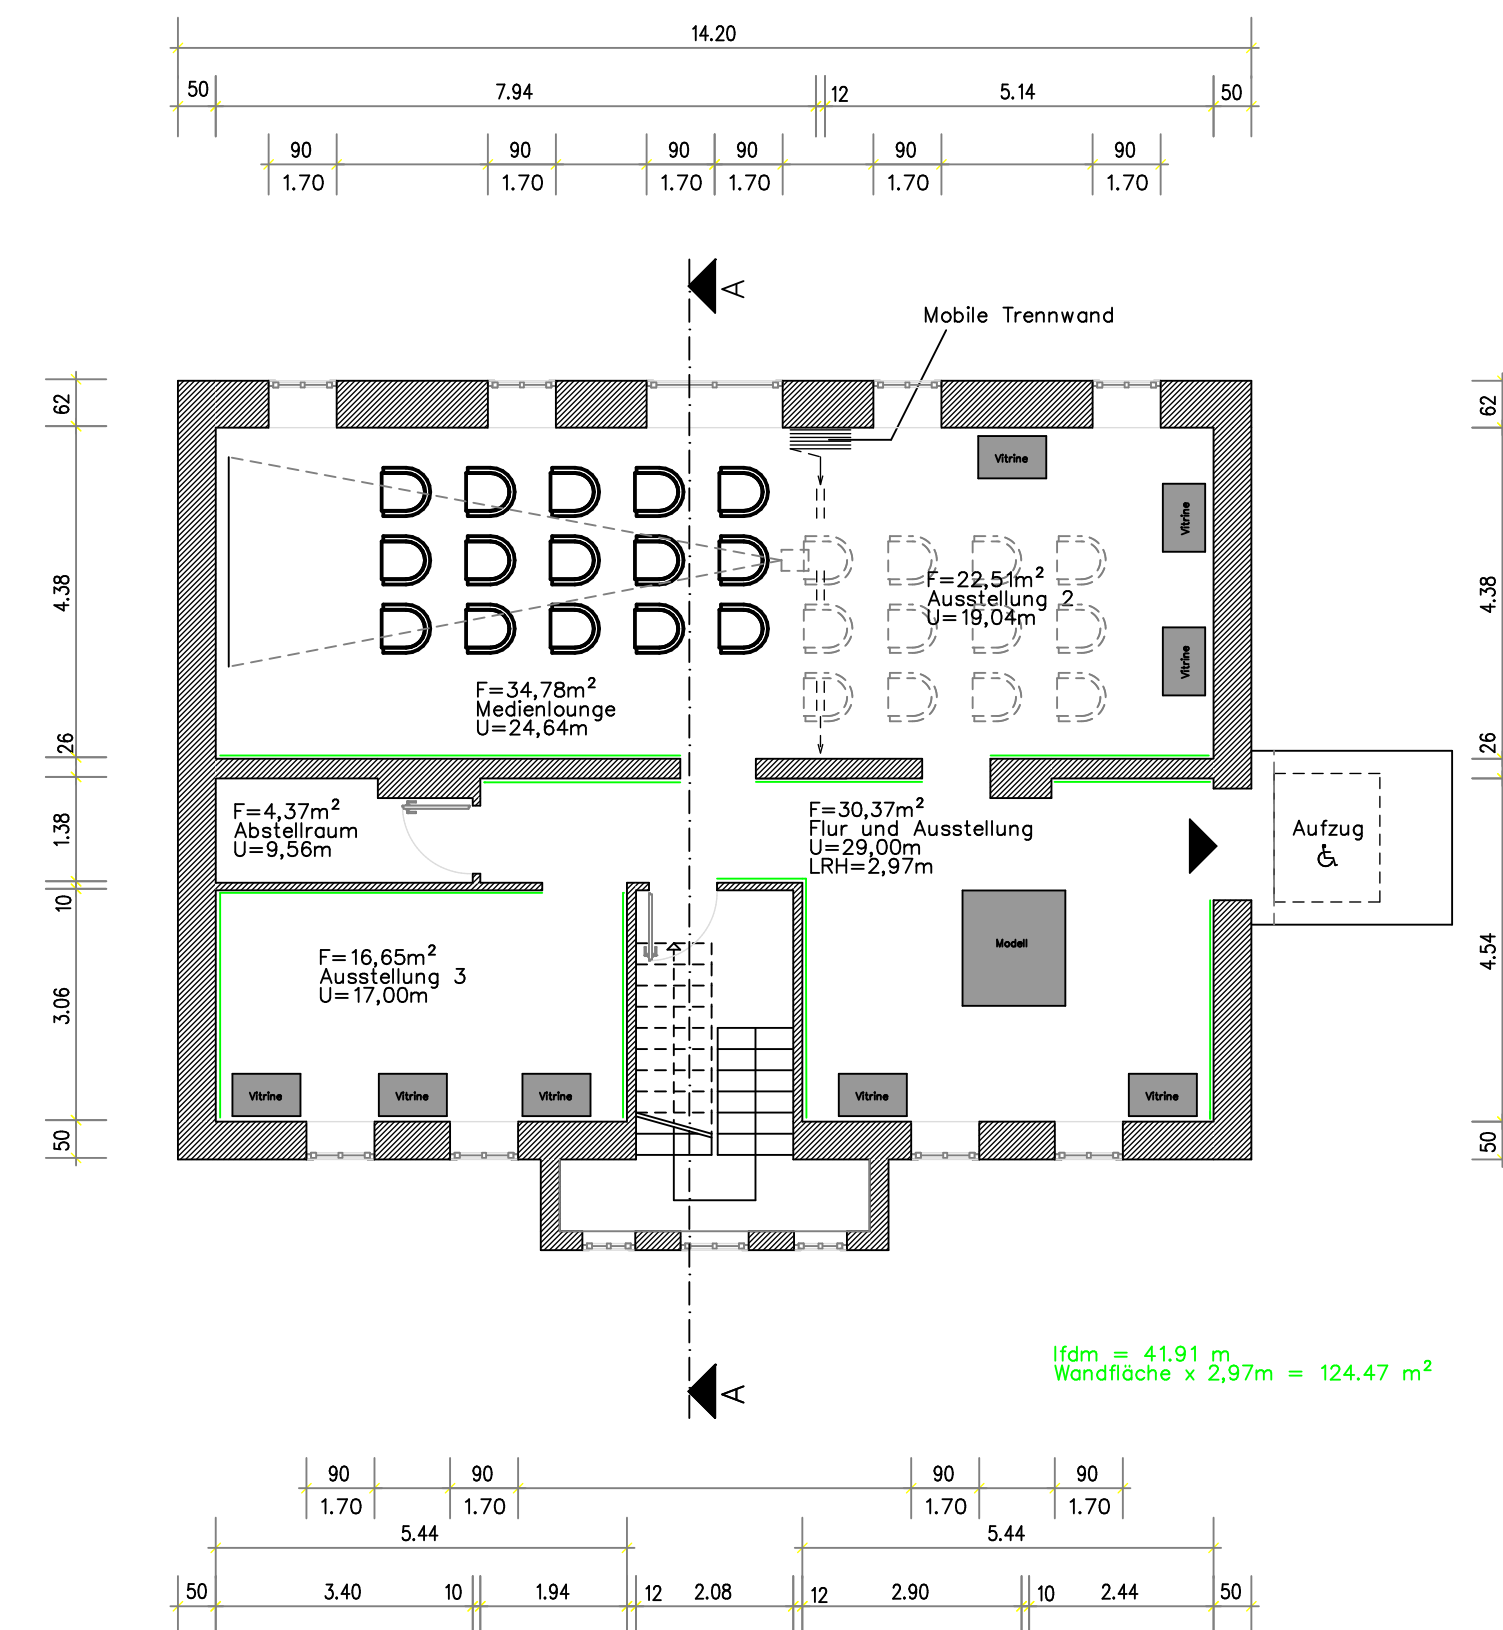 14.20
50
7.94
12
5.14
50
90
90
90
90
90
90
1.70
1.70
1.70
1.70
1.70
1.70
A
Mobile Trennwand
62
4.38
26
1.38
10
3.06
50
62
4.38
26
4.54
50
Vitrine
Vitrine
Vitrine
F=22,51m²
Ausstellung 2
U=19,04m
F=34,78m²
Medienlounge
U=24,64m
F=4,37m²
Abstellraum
U=9,56m
F=30,37m²
Flur und Ausstellung
U=29,00m
LRH=2,97m
Aufzug
F=16,65m²
Ausstellung 3
U=17,00m
Modell
Vitrine
Vitrine
Vitrine
Vitrine
Vitrine
lfdm = 41.91 m
Wandfläche x 2,97m = 124.47 m²
A
90
90
90
90
1.70
1.70
1.70
1.70
5.44
5.44
50
3.40
10
1.94
12
2.08
12
2.90
10
2.44
50